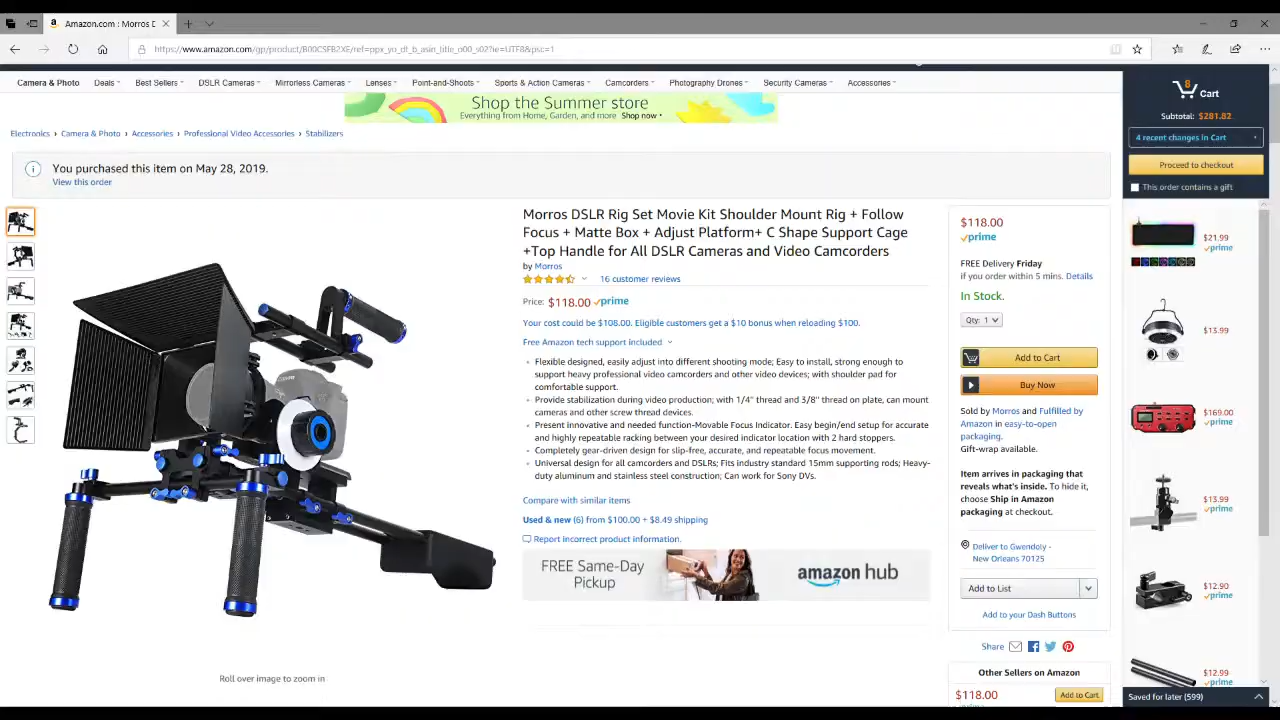 Amazon.com : Morros D
https://www.amazon.com/gp/product/B00CSFB2XE/ref=ppx_yo_dt_b_asin_title_o00_s02?ie=UTF8&psc=1
Camera & Photo Deals Best Sellers DSLR Cameras Mirrorless Cameras Lenses Point-and-Shoots Sports & Action Cameras Camcorders Photography Drones Security Cameras Accessories
Shop the Summer store
Everything from Home, Garden, and more Shop now
Electronics › Camera & Photo › Accessories › Professional Video Accessories › Stabilizers
You purchased this item on May 28, 2019.
View this order
Morros DSLR Rig Set Movie Kit Shoulder Mount Rig + Follow
Focus + Matte Box + Adjust Platform+ C Shape Support Cage
+Top Handle for All DSLR Cameras and Video Camcorders
by Morros
16 customer reviews
Price: $118.00 prime
Your cost could be $108.00. Eligible customers get a $10 bonus when reloading $100.
Free Amazon tech support included
Flexible designed, easily adjust into different shooting mode; Easy to install, strong enough to
support heavy professional video camcorders and other video devices; with shoulder pad for
comfortable support.
Provide stabilization during video production; with 1/4" thread and 3/8" thread on plate, can mount
cameras and other screw thread devices.
Present innovative and needed function-Movable Focus Indicator. Easy begin/end setup for accurate
and highly repeatable racking between your desired indicator location with 2 hard stoppers.
Completely gear-driven design for slip-free, accurate, and repeatable focus movement.
Universal design for all camcorders and DSLRs; Fits industry standard 15mm supporting rods; Heavy-
duty aluminum and stainless steel construction; Can work for Sony DVs.
Compare with similar items
Used & new (6) from $100.00 + $8.49 shipping
Report incorrect product information.
FREE Same-Day
Pickup
amazon hub
Roll over image to zoom in
$118.00
prime
FREE Delivery Friday
if you order within 5 mins. Details
In Stock.
Qty: 1
Add to Cart
Buy Now
Sold by Morros and Fulfilled by
Amazon in easy-to-open
packaging.
Gift-wrap available.
Item arrives in packaging that
reveals what's inside. To hide it,
choose Ship in Amazon
packaging at checkout.
Deliver to Gwendoly -
New Orleans 70125
Add to List
Add to your Dash Buttons
Share
Other Sellers on Amazon
$118.00
Add to Cart
8
Cart
Subtotal: $281.82
4 recent changes in Cart
Proceed to checkout
This order contains a gift
$21.99
prime
$13.99
$169.00
prime
$13.99
prime
$12.90
prime
$12.99
prime
Saved for later (599)